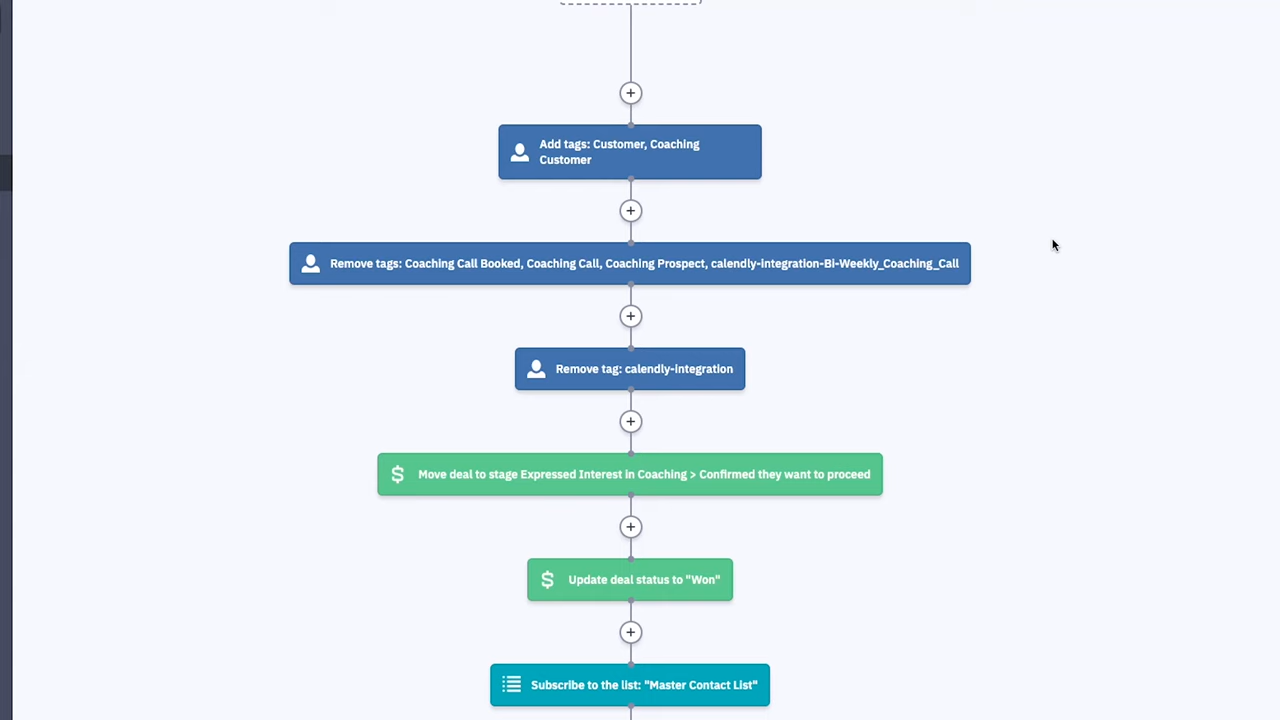 Add tags: Customer, Coaching
Customer
Remove tags: Coaching Call Booked, Coaching Call, Coaching Prospect, calendly-integration-Bi-Weekly_Coaching_Call
Remove tag: calendly-integration
$ Move deal to stage Expressed Interest in Coaching > Confirmed they want to proceed
$ Update deal status to "Won"
Subscribe to the list: "Master Contact List"